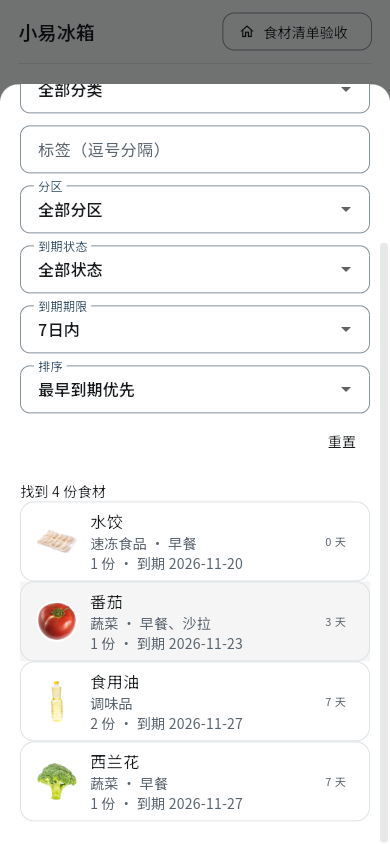 小易冰箱
食材清单验收
全部分类
标签（逗号分隔）
分区
全部分区
到期状态
全部状态
到期期限
7日内
排序
最早到期优先
重置
找到 4 份食材
水饺
速冻食品 · 早餐
0 天
1 份 · 到期 2026-11-20
番茄
蔬菜 · 早餐、沙拉
3 天
1 份 · 到期 2026-11-23
食用油
调味品
7 天
2 份 · 到期 2026-11-27
西兰花
蔬菜 · 早餐
7 天
1 份 · 到期 2026-11-27